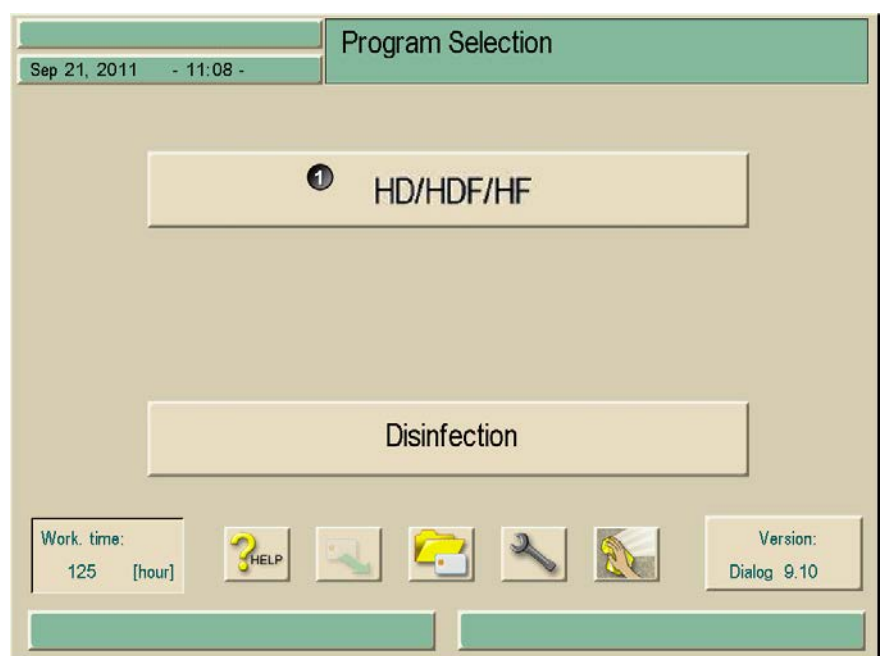 Program Selection
Sep 21, 2011 - 11:08 -
1 HD/HDF/HF
Disinfection
Work. time:
125 [hour]
?HELP
Version:
Dialog 9.10